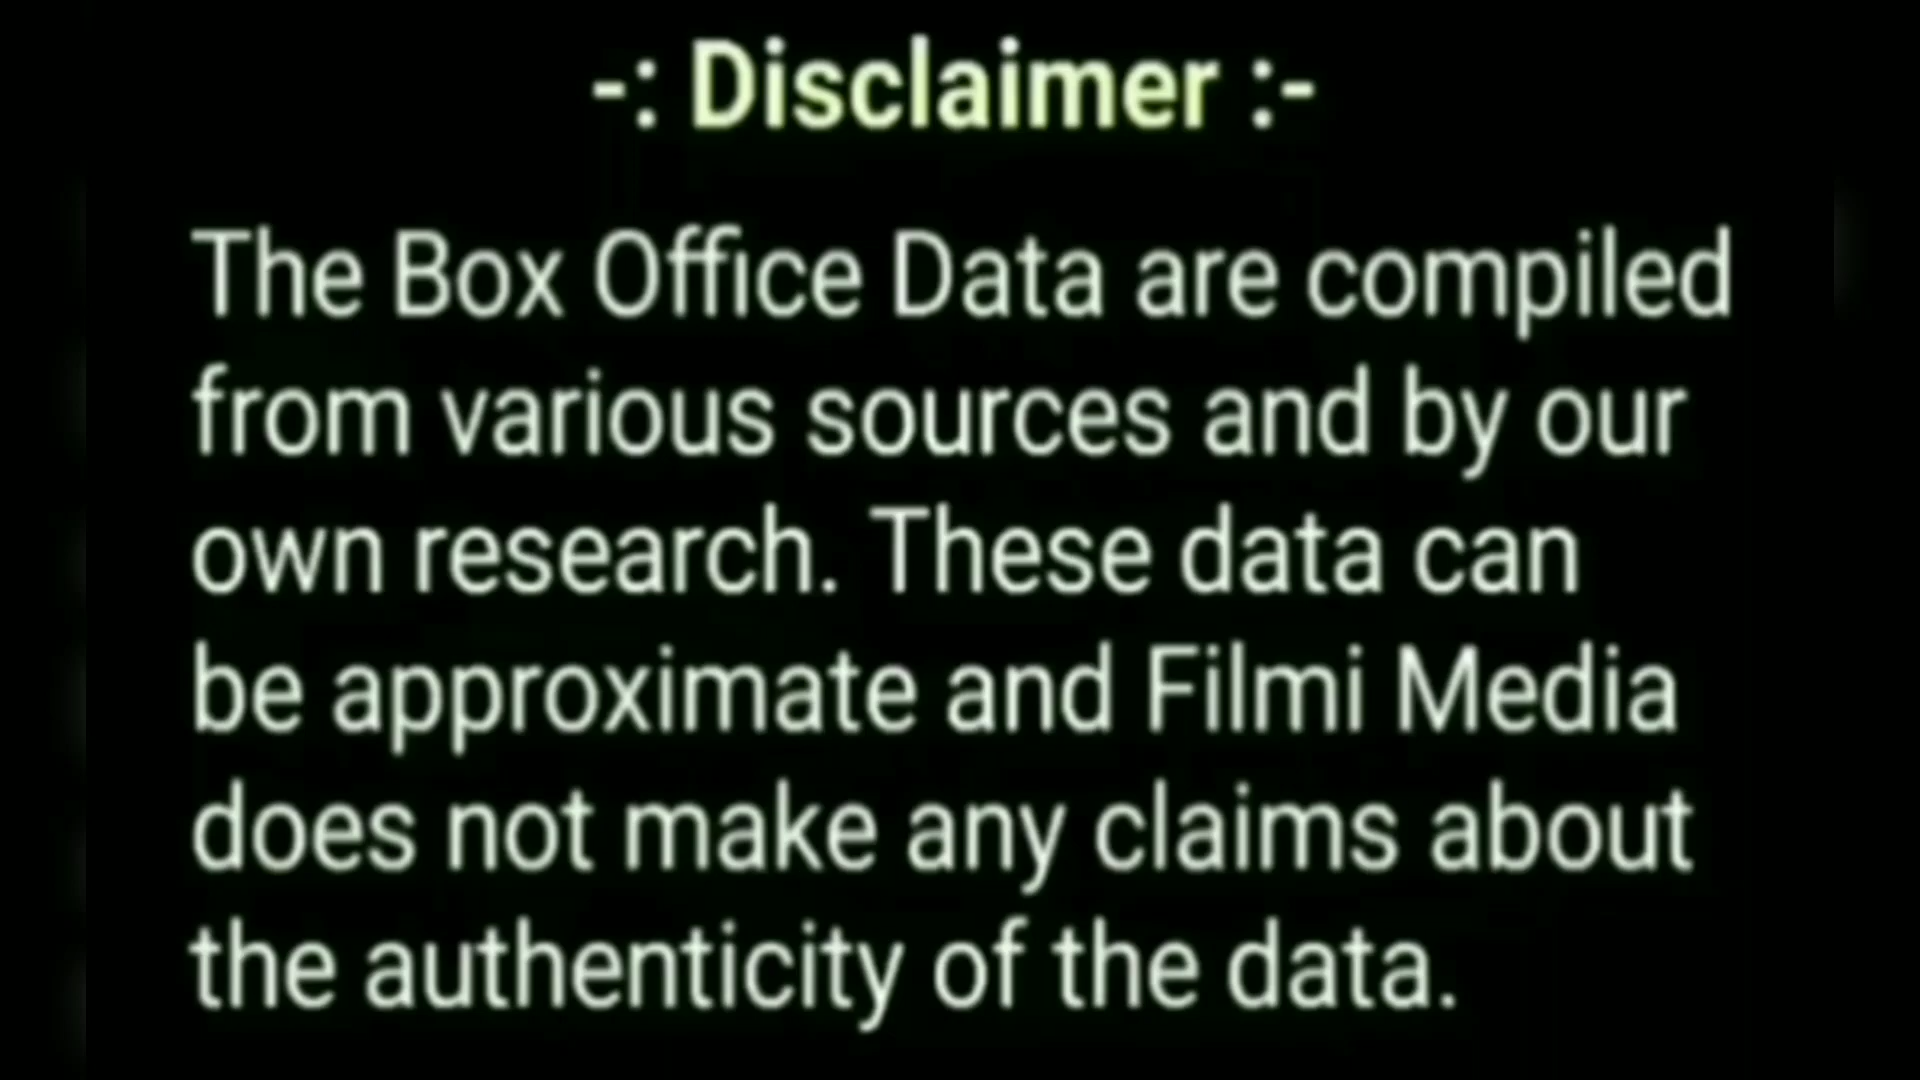 -: Disclaimer :-
The Box Office Data are compiled
from various sources and by our
own research. These data can
be approximate and Filmi Media
does not make any claims about
the authenticity of the data.